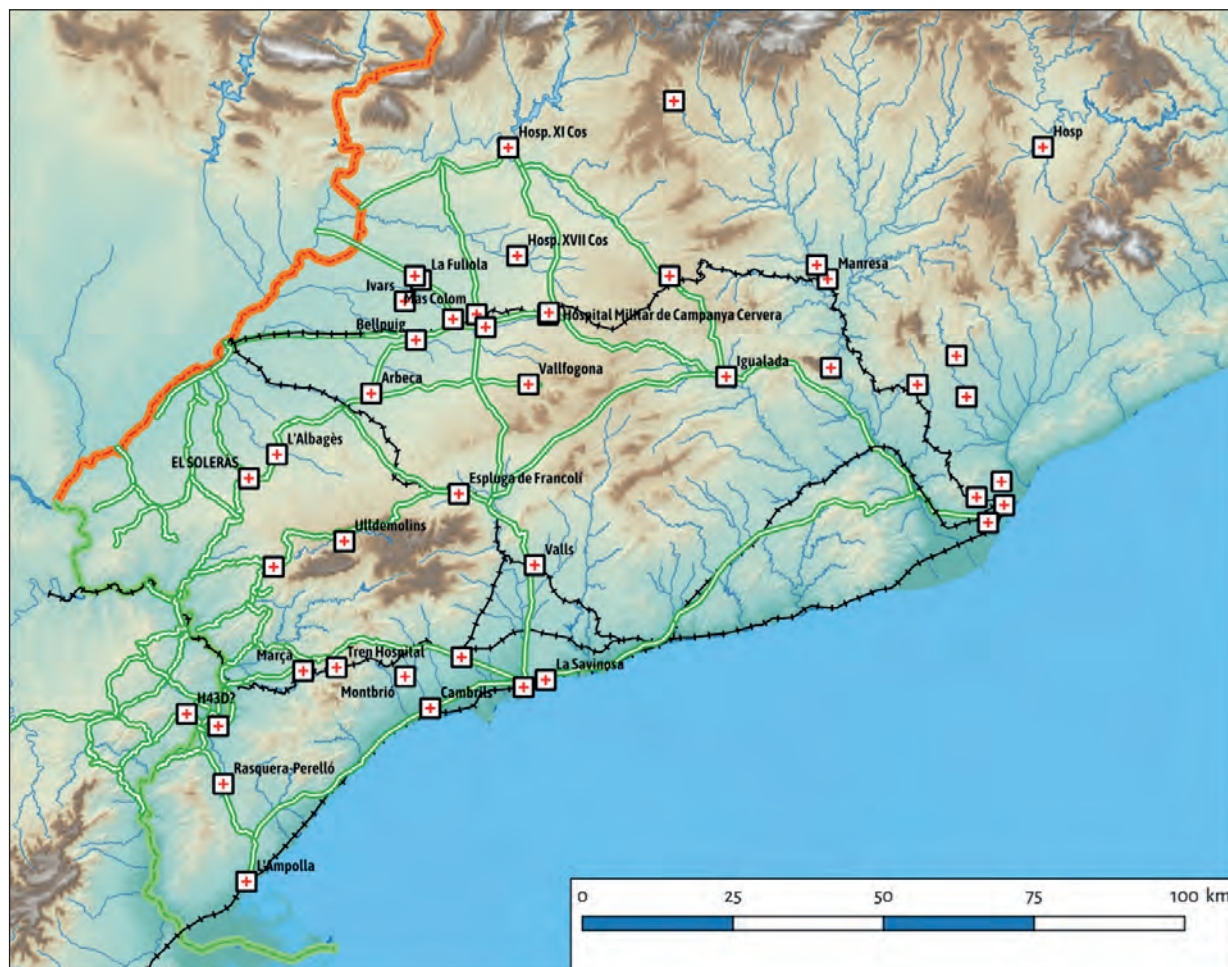 Hosp. XI Cos
Hosp
Hosp. XVII Cos
La Fuliola
Manresa
Ivars
Mas Colom
Hospital Militar de Campanya Cervera
Bellpuig
Igualada
Vallfogona
Arbeca
L'Albagès
EL SOLERAS
Espluga de Francolí
Ulldemolins
Valls
Tren Hospital
Marçà
La Savinosa
Montbrió
Cambrils
H43D?
Rasquera-Perelló
L'Ampolla
0 25 50 75 100 km